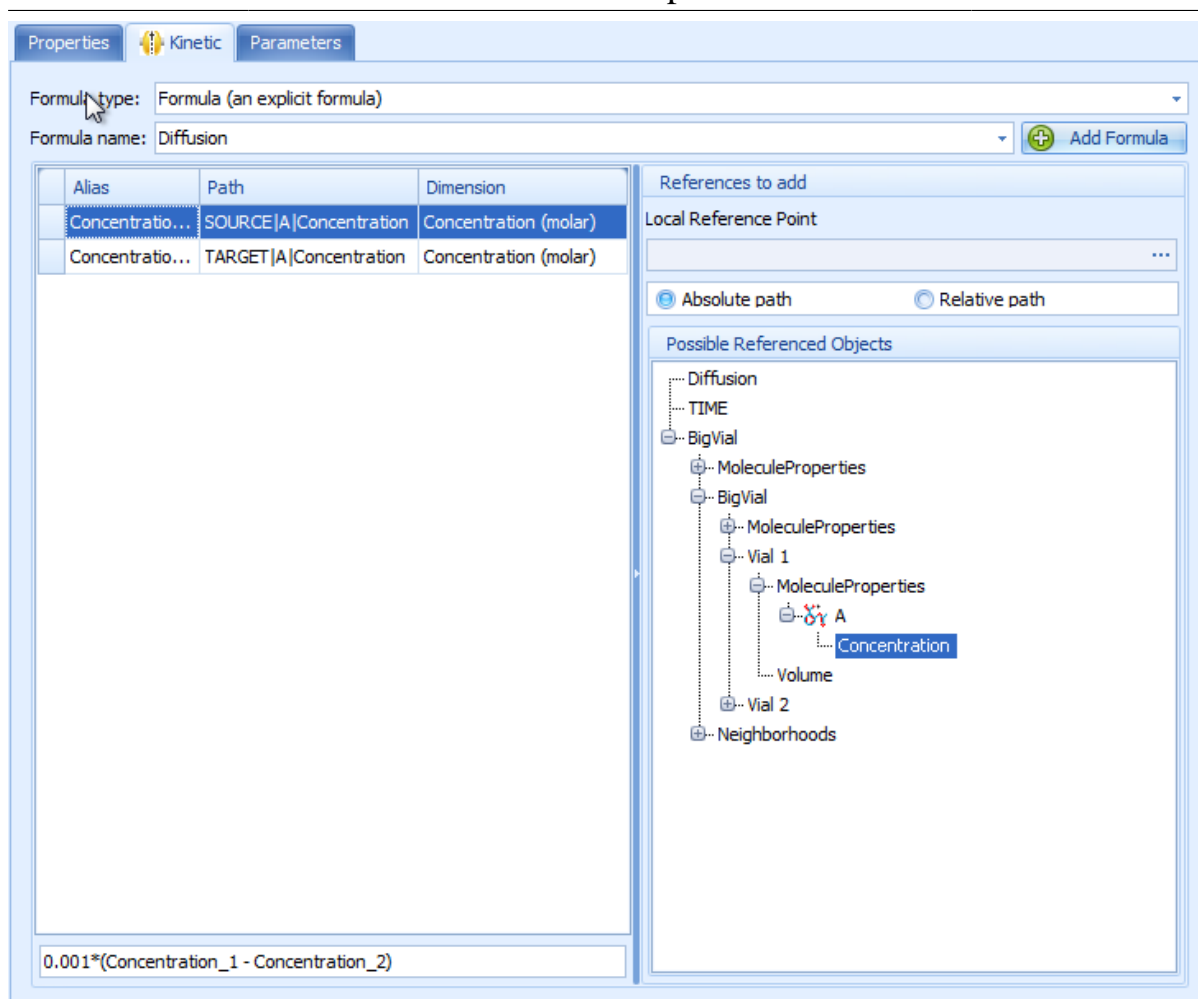 Properties Kinetic Parameters
Formula type: Formula (an explicit formula)
Formula name: Diffusion Add Formula
Alias Path Dimension
Concentratio... SOURCE|A|Concentration Concentration (molar)
Concentratio... TARGET|A|Concentration Concentration (molar)
0.001*(Concentration_1 - Concentration_2)
References to add
Local Reference Point
...
Absolute path Relative path
Possible Referenced Objects
Diffusion
TIME
BigVial
MoleculeProperties
BigVial
MoleculeProperties
Vial 1
MoleculeProperties
A
Concentration
Volume
Vial 2
Neighborhoods